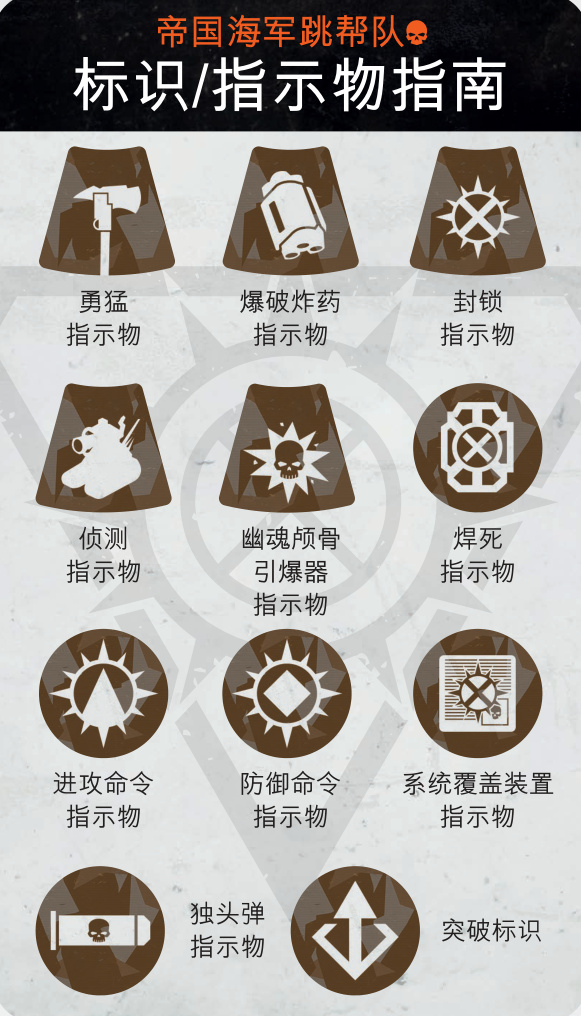 帝国海军跳帮队
标识/指示物指南
勇猛
指示物
爆破炸药
指示物
封锁
指示物
侦测
指示物
幽魂颅骨
引爆器
指示物
焊死
指示物
进攻命令
指示物
防御命令
指示物
系统覆盖装置
指示物
独头弹
指示物
突破标识